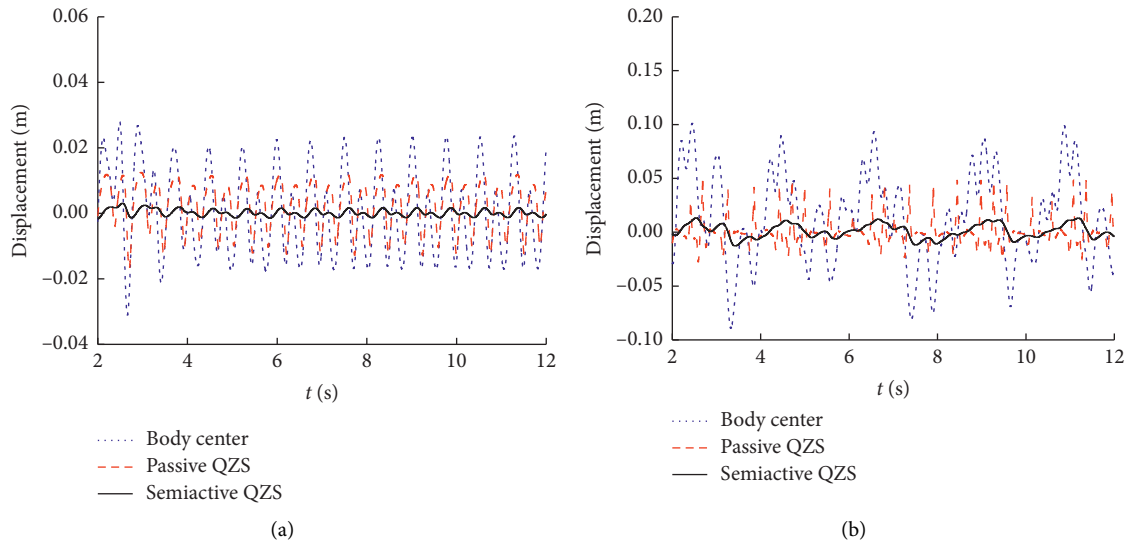 0.06
0.04
0.02
0.00
–0.02
–0.04
Displacement (m)
2
4
6
8
10
12
t (s)
Body center
Passive QZS
Semiactive QZS
(a)
0.20
0.15
0.10
0.05
0.00
–0.05
–0.10
Displacement (m)
2
4
6
8
10
12
t (s)
Body center
Passive QZS
Semiactive QZS
(b)